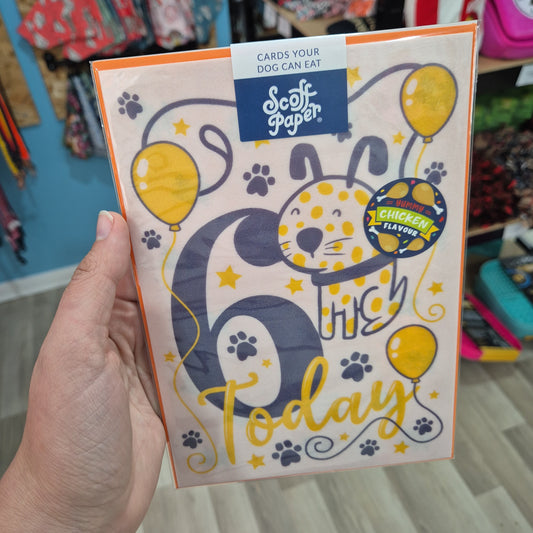 CARDS YOUR
DOG CAN EAT
Scoff
Paper
YUMMY
CHICKEN
FLAVOUR
6
Today